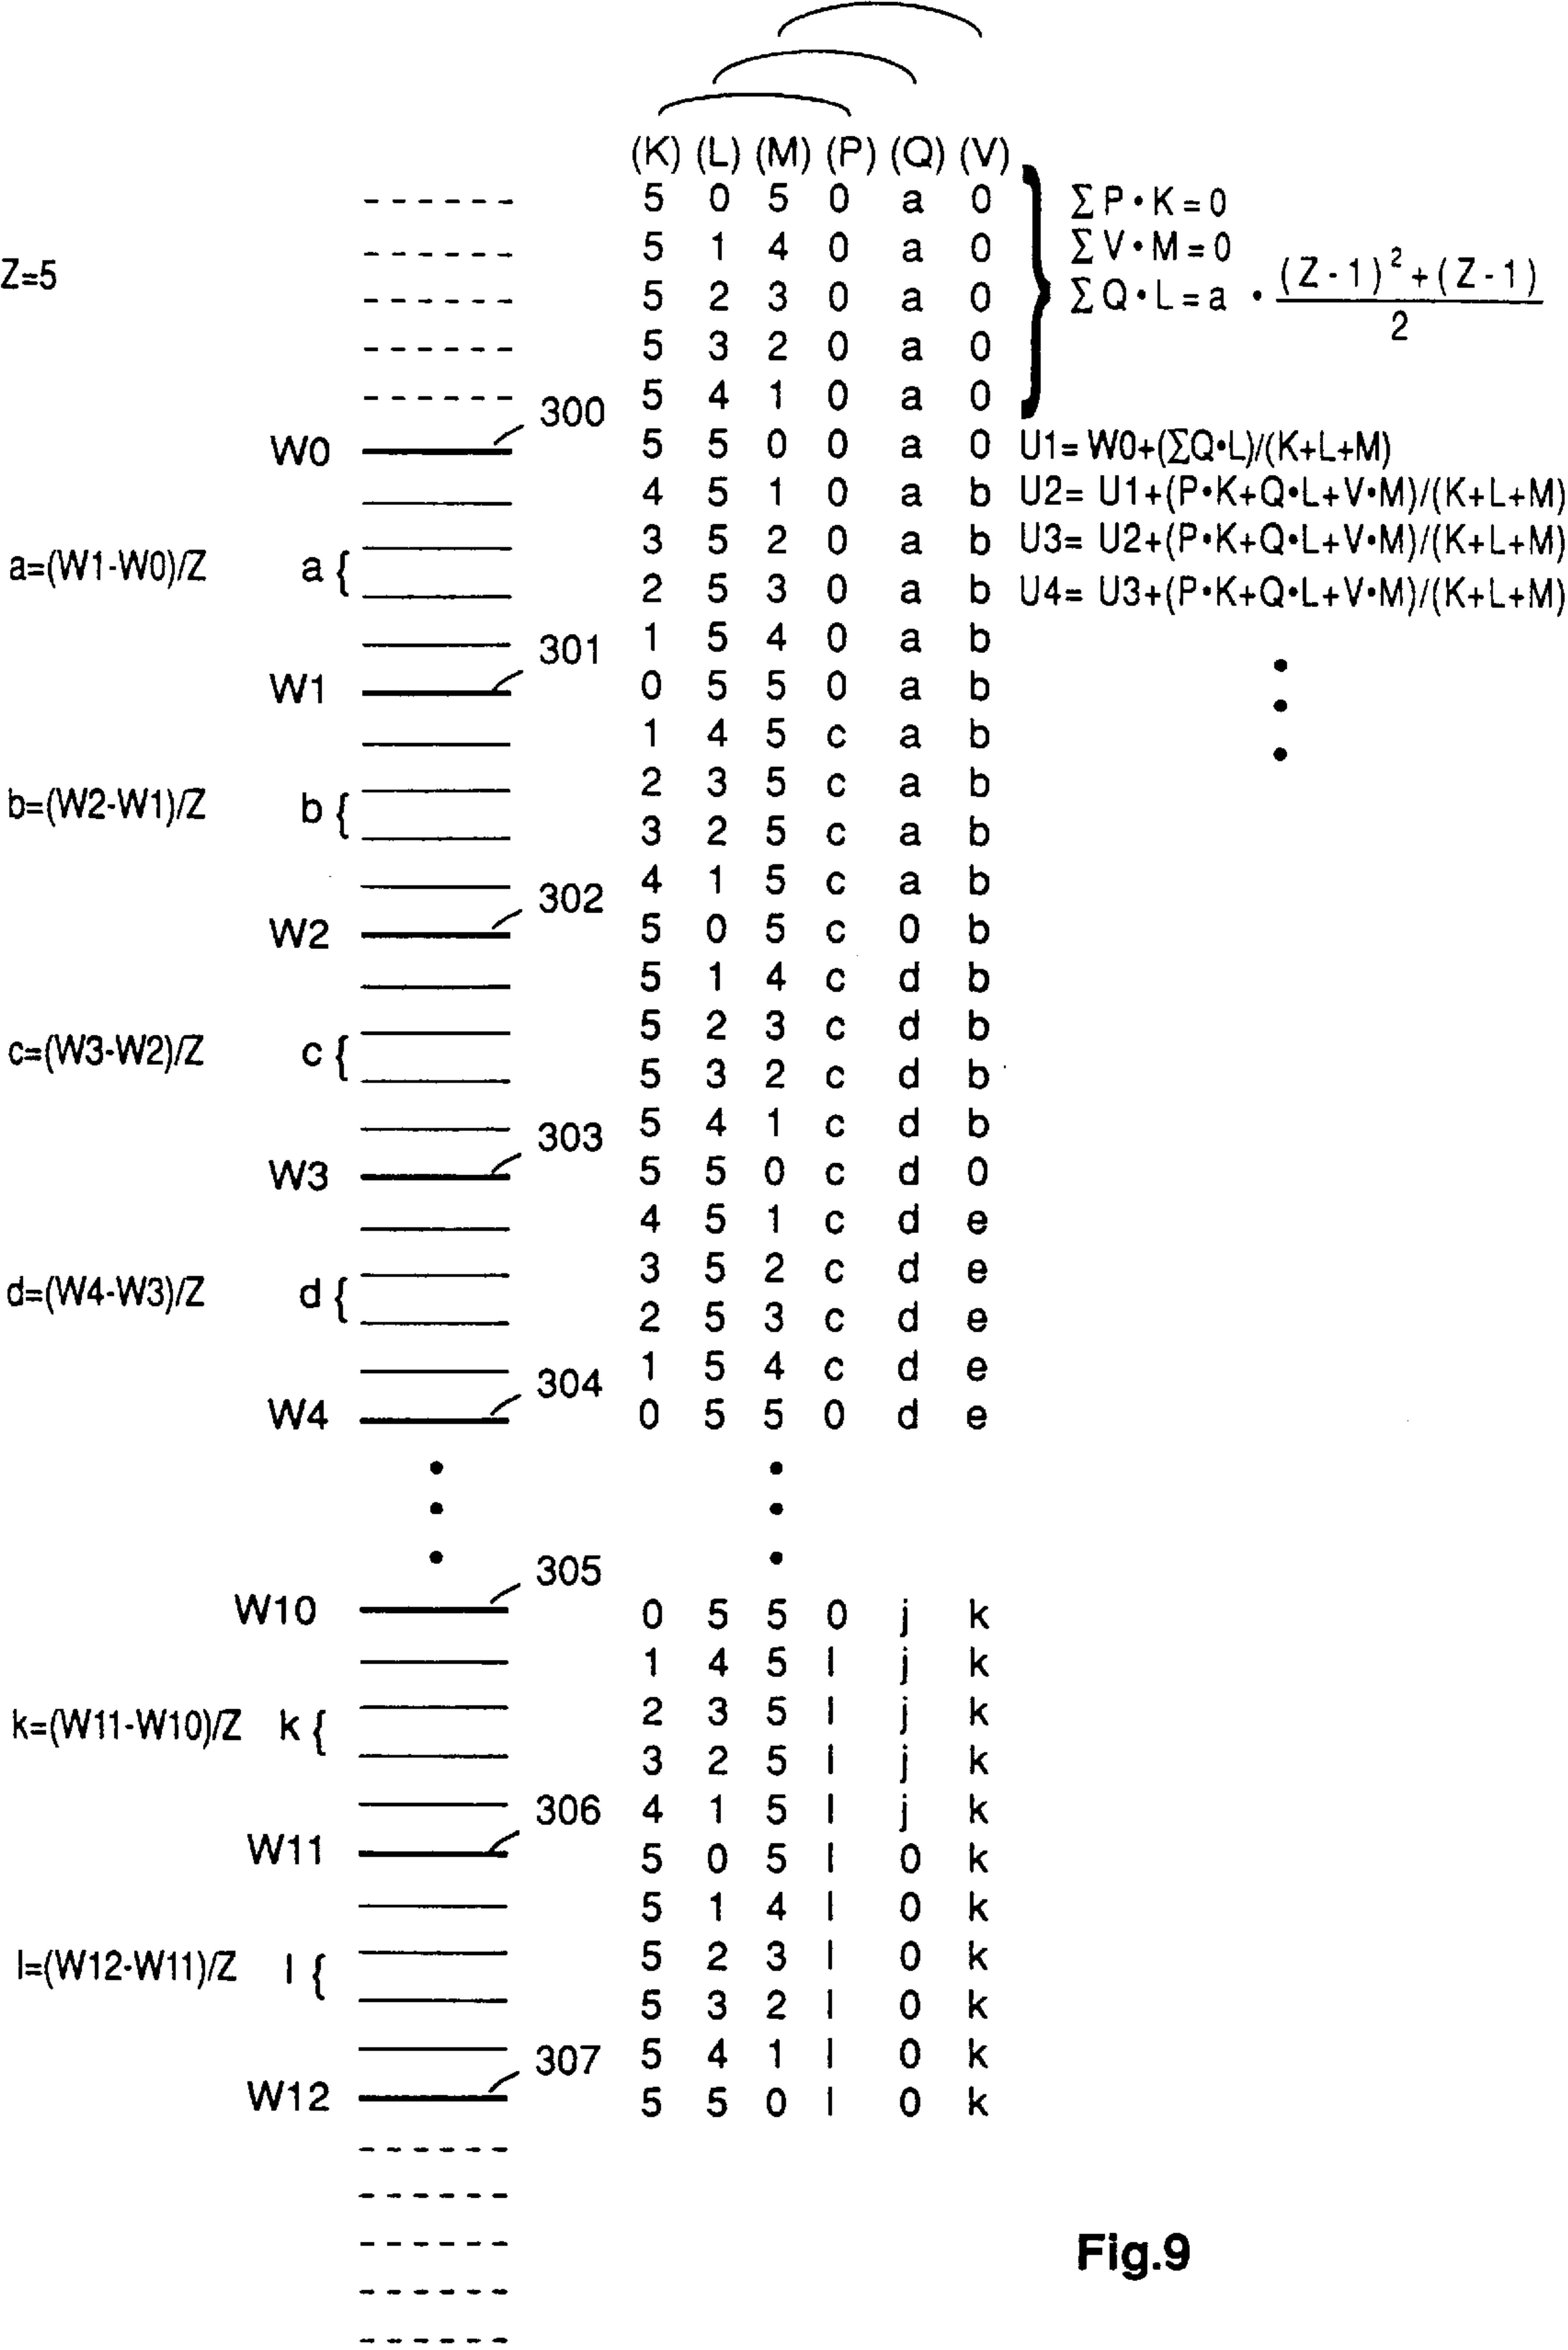 (K) (L) (M) (P) (Q) (V)
5 0 5 0 a 0 ΣP•K=0
5 1 4 0 a 0 ΣV•M=0
Z=5
5 2 3 0 a 0 ΣQ•L=a • (Z-1)²+(Z-1) / 2
5 3 2 0 a 0
5 4 1 0 a 0
300
W0 5 5 0 0 a 0 U1=W0+(ΣQ•L)/(K+L+M)
4 5 1 0 a b U2= U1+(P•K+Q•L+V•M)/(K+L+M)
3 5 2 0 a b U3= U2+(P•K+Q•L+V•M)/(K+L+M)
a=(W1-W0)/Z a {
2 5 3 0 a b U4= U3+(P•K+Q•L+V•M)/(K+L+M)
1 5 4 0 a b
301
W1 0 5 5 0 a b
1 4 5 c a b
2 3 5 c a b
b=(W2-W1)/Z b {
3 2 5 c a b
4 1 5 c a b
302
W2 5 0 5 c 0 b
5 1 4 c d b
5 2 3 c d b
c=(W3-W2)/Z c {
5 3 2 c d b
5 4 1 c d b
303
W3 5 5 0 c d 0
4 5 1 c d e
3 5 2 c d e
d=(W4-W3)/Z d {
2 5 3 c d e
1 5 4 c d e
304
W4 0 5 5 0 d e
305
W10 0 5 5 0 j k
1 4 5 l j k
2 3 5 l j k
k=(W11-W10)/Z k {
3 2 5 l j k
4 1 5 l j k
306
W11 5 0 5 l 0 k
5 1 4 l 0 k
5 2 3 l 0 k
l=(W12-W11)/Z l {
5 3 2 l 0 k
5 4 1 l 0 k
307
W12 5 5 0 l 0 k
Fig.9